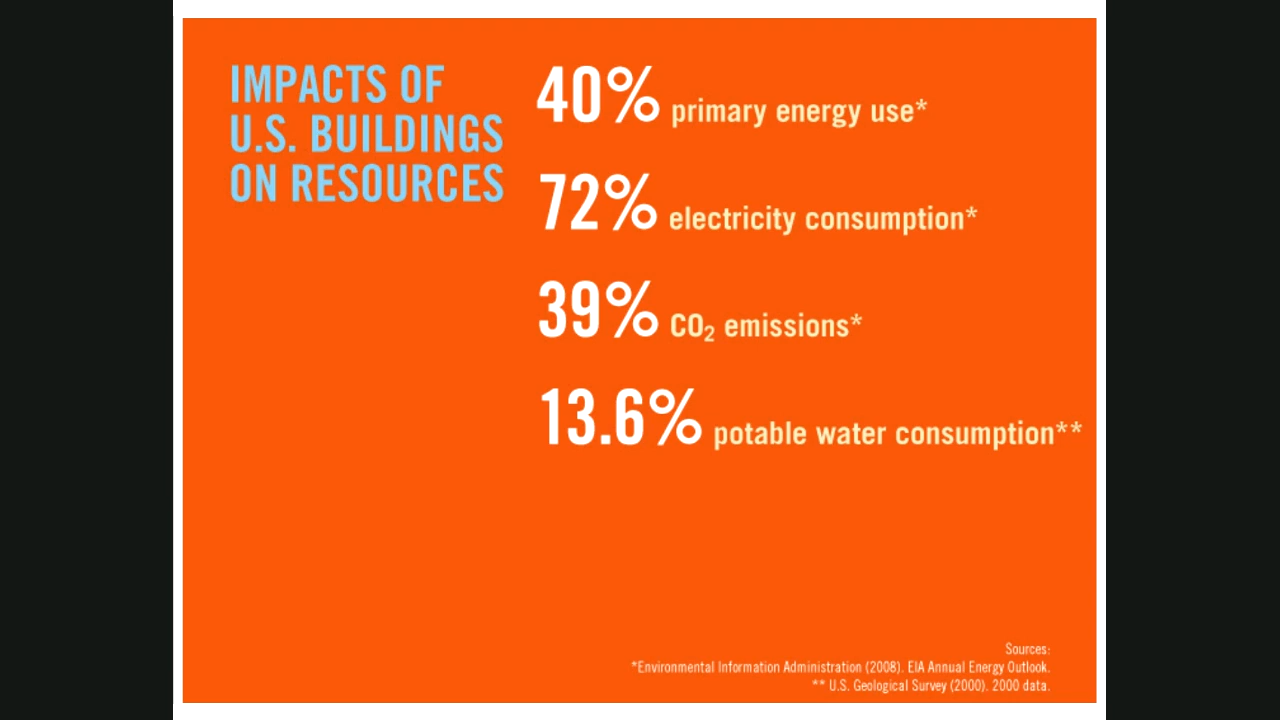 IMPACTS OF
U.S. BUILDINGS
ON RESOURCES
40% primary energy use*
72% electricity consumption*
39% CO₂ emissions*
13.6% potable water consumption**
Sources:
*Environmental Information Administration (2008). EIA Annual Energy Outlook.
** U.S. Geological Survey (2000). 2000 data.